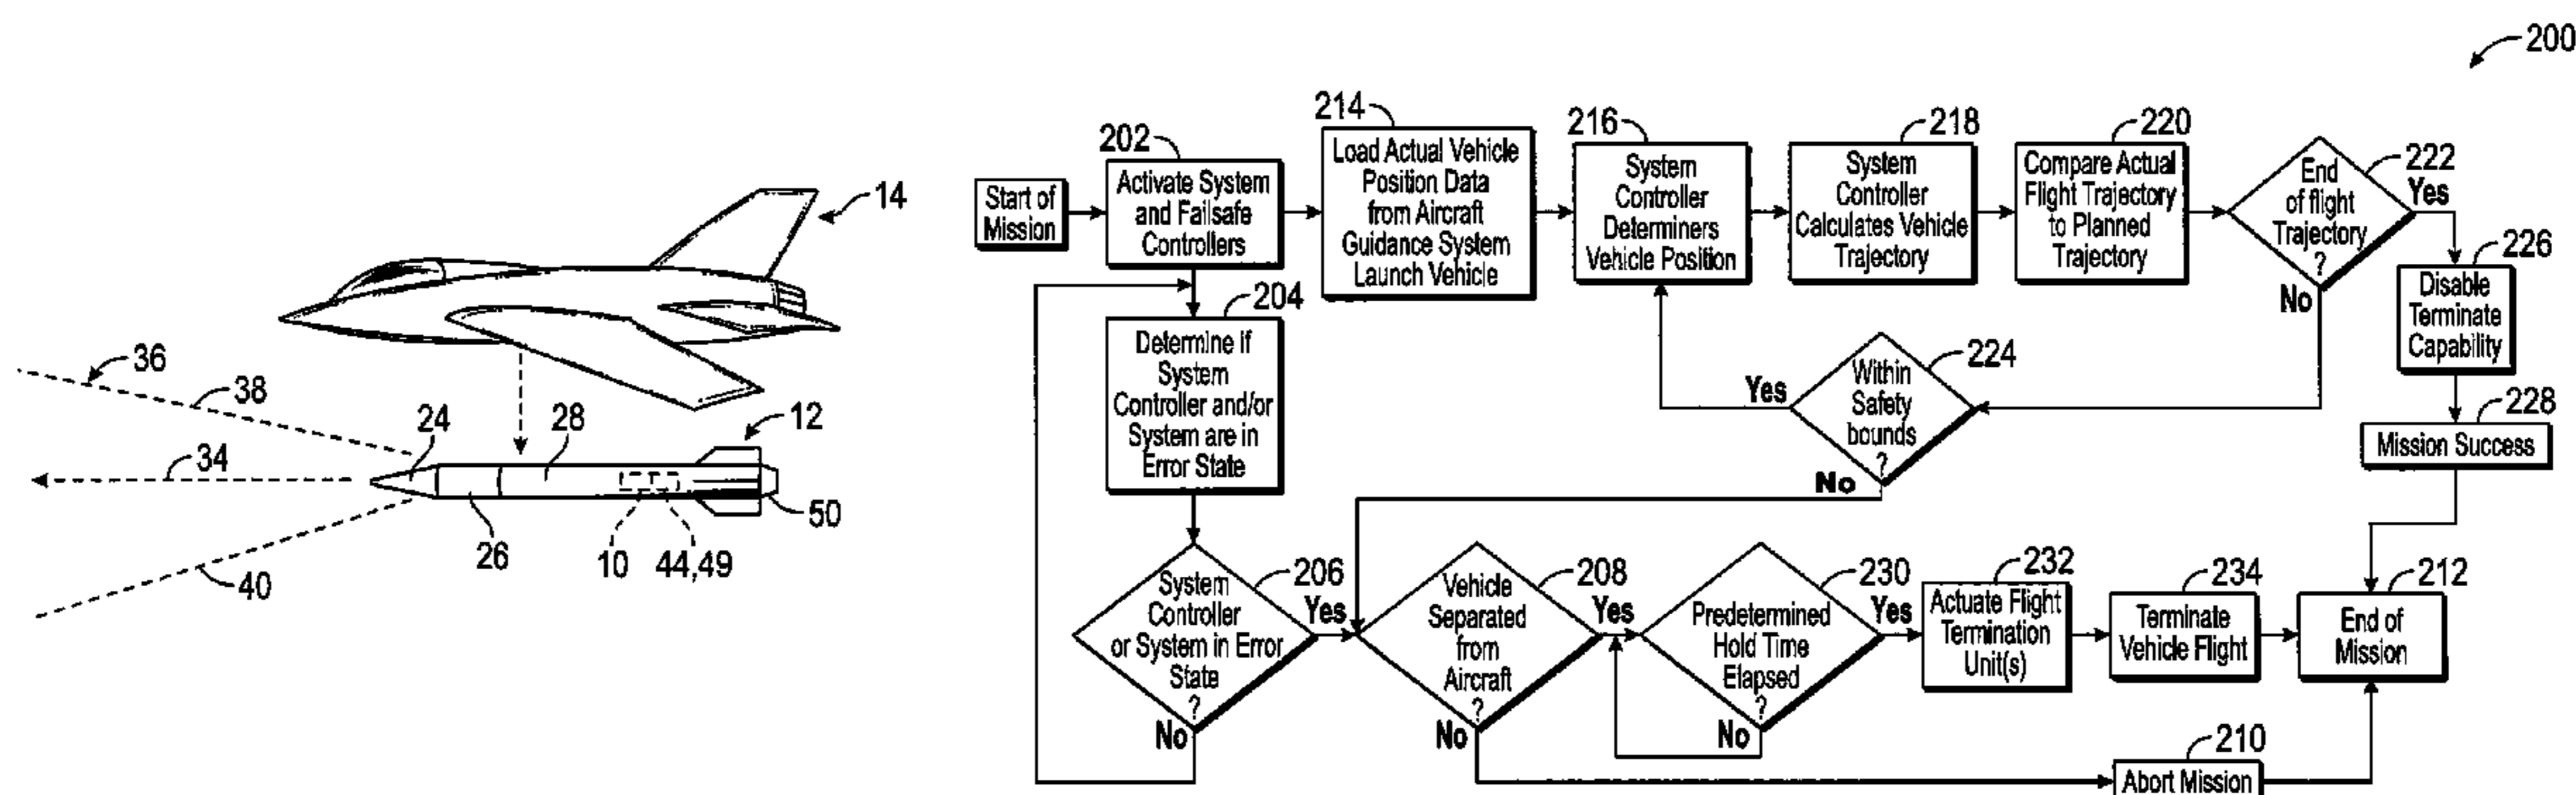 200
14
36
38
24
28
12
34
26
10
44,49
50
40
Start of
Mission
202
Activate System
and Failsafe
Controllers
214
Load Actual Vehicle
Position Data
from Aircraft
Guidance System
Launch Vehicle
216
System
Controller
Determiners
Vehicle Position
218
System
Controller
Calculates Vehicle
Trajectory
220
Compare Actual
Flight Trajectory
to Planned
Trajectory
222
End
of flight
Trajectory
?
Yes
No
226
Disable
Terminate
Capability
228
Mission Success
204
Determine if
System
Controller and/or
System are in
Error State
224
Within
Safety
bounds
?
Yes
No
206
System
Controller
or System in Error
State
?
Yes
No
208
Vehicle
Separated
from
Aircraft
?
Yes
No
230
Predetermined
Hold Time
Elapsed
?
Yes
No
232
Actuate Flight
Termination
Unit(s)
234
Terminate
Vehicle Flight
212
End of
Mission
210
Abort Mission